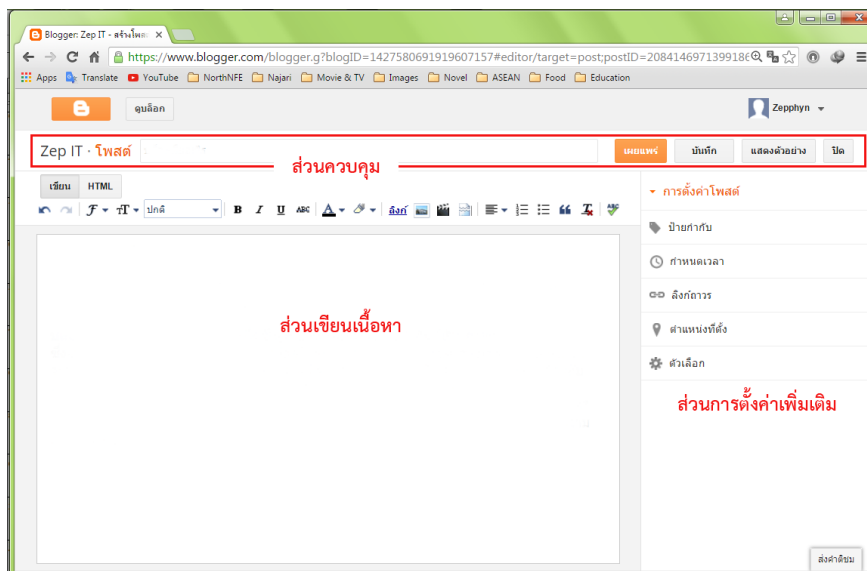 Blogger: Zep IT - สร้างโพสต
https://www.blogger.com/blogger.g?blogID=1427580691919607157#editor/target=post;postID=208414697139918
Apps Translate YouTube NorthNFE Najari Movie & TV Images Novel ASEAN Food Education
ดูบล็อก Zepphyn
Zep IT · โพสต์ เผยแพร่ บันทึก แสดงตัวอย่าง ปิด
ส่วนควบคุม
เขียน HTML
ปกติ B I U ABC A ลิงก์ ABC
การตั้งค่าโพสต์
ป้ายกำกับ
กำหนดเวลา
ลิงก์ถาวร
ตำแหน่งที่ตั้ง
ตัวเลือก
ส่วนเขียนเนื้อหา
ส่วนการตั้งค่าเพิ่มเติม
ส่งคำติชม